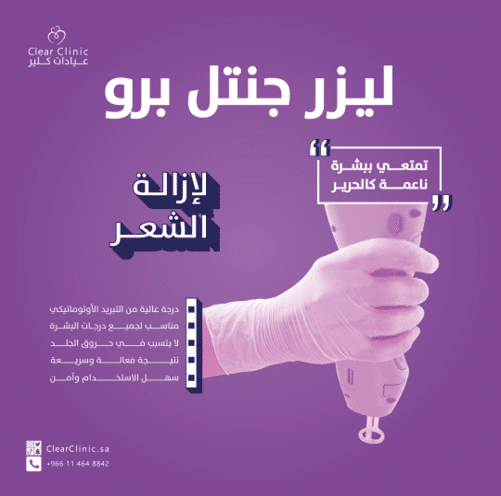 Clear Clinic
عيادات كلير
ليزر جنتل برو
تمتعي ببشرة
ناعمة كالحرير
لإزالة
الشعر
درجة عالية من التبريد الأوتوماتيكي
مناسب لجميع درجات البشرة
لا يتسبب في حروق الجلد
نتيجة فعالة وسريعة
سهل الاستخدام وآمن
ClearClinic.sa
+966 11 464 8842